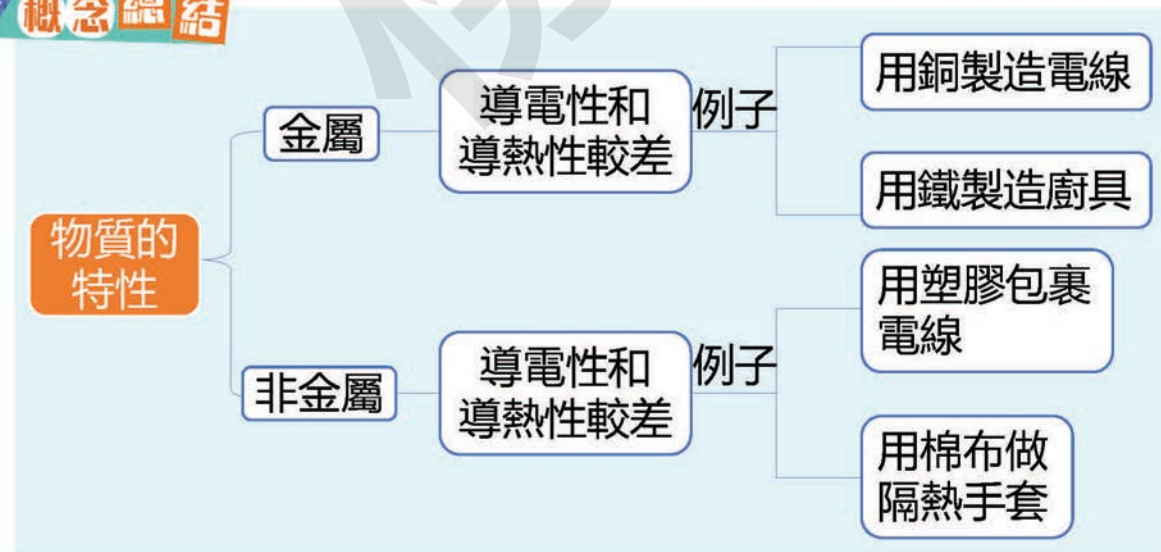 概念總結
物質的
特性
金屬
導電性和
導熱性較差
例子
用銅製造電線
用鐵製造廚具
非金屬
導電性和
導熱性較差
例子
用塑膠包裹
電線
用棉布做
隔熱手套